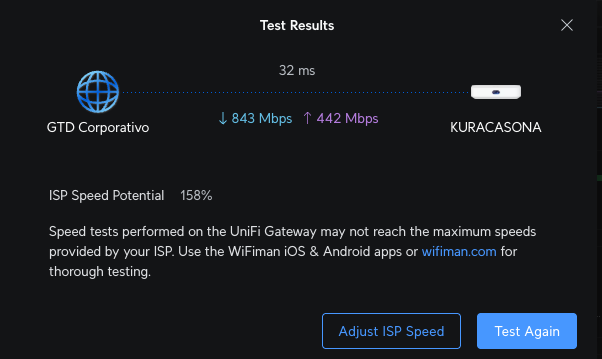 Test Results
32 ms
GTD Corporativo
↓ 843 Mbps ↑ 442 Mbps
KURACASONA
ISP Speed Potential 158%
Speed tests performed on the UniFi Gateway may not reach the maximum speeds
provided by your ISP. Use the WiFiman iOS & Android apps or wifiman.com for
thorough testing.
Adjust ISP Speed
Test Again